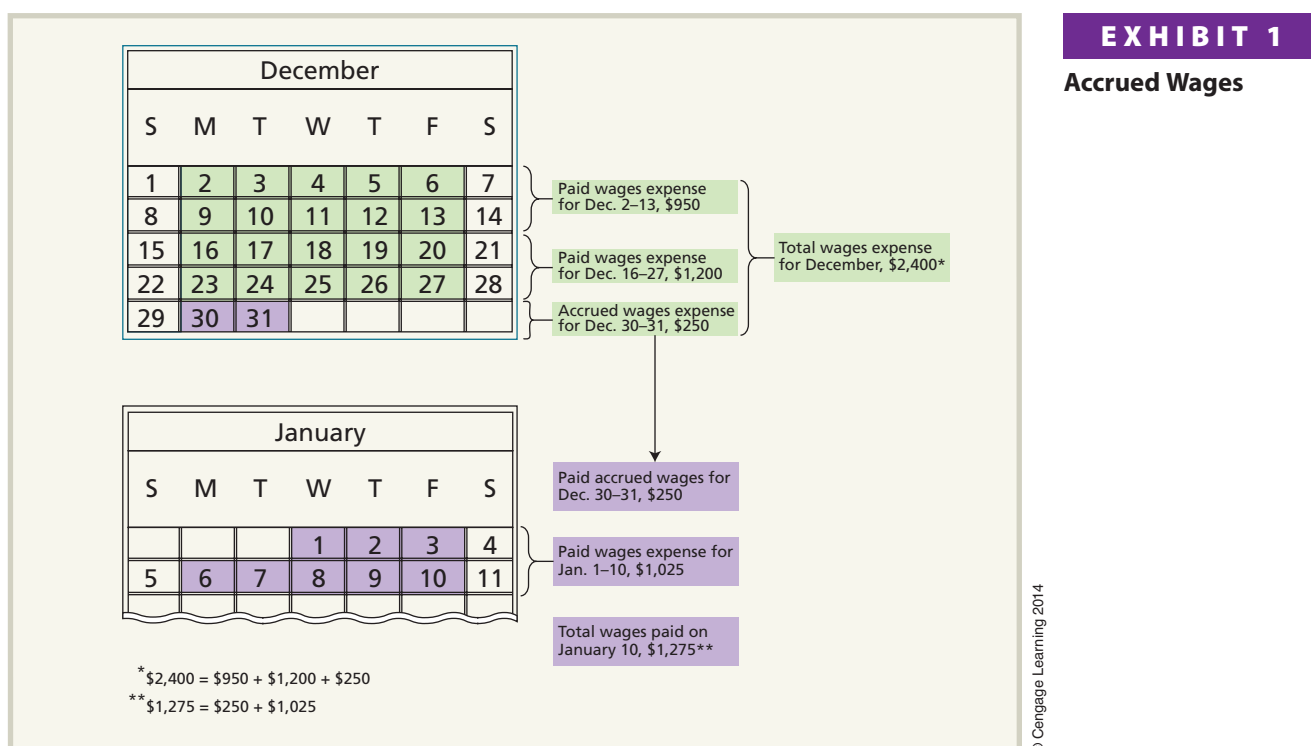 EXHIBIT 1
Accrued Wages
December
S M T W T F S
1 2 3 4 5 6 7
8 9 10 11 12 13 14
15 16 17 18 19 20 21
22 23 24 25 26 27 28
29 30 31
Paid wages expense
for Dec. 2–13, $950
Paid wages expense
for Dec. 16–27, $1,200
Accrued wages expense
for Dec. 30–31, $250
Total wages expense
for December, $2,400*
January
S M T W T F S
1 2 3 4
5 6 7 8 9 10 11
Paid accrued wages for
Dec. 30–31, $250
Paid wages expense for
Jan. 1–10, $1,025
Total wages paid on
January 10, $1,275**
*$2,400 = $950 + $1,200 + $250
**$1,275 = $250 + $1,025
© Cengage Learning 2014